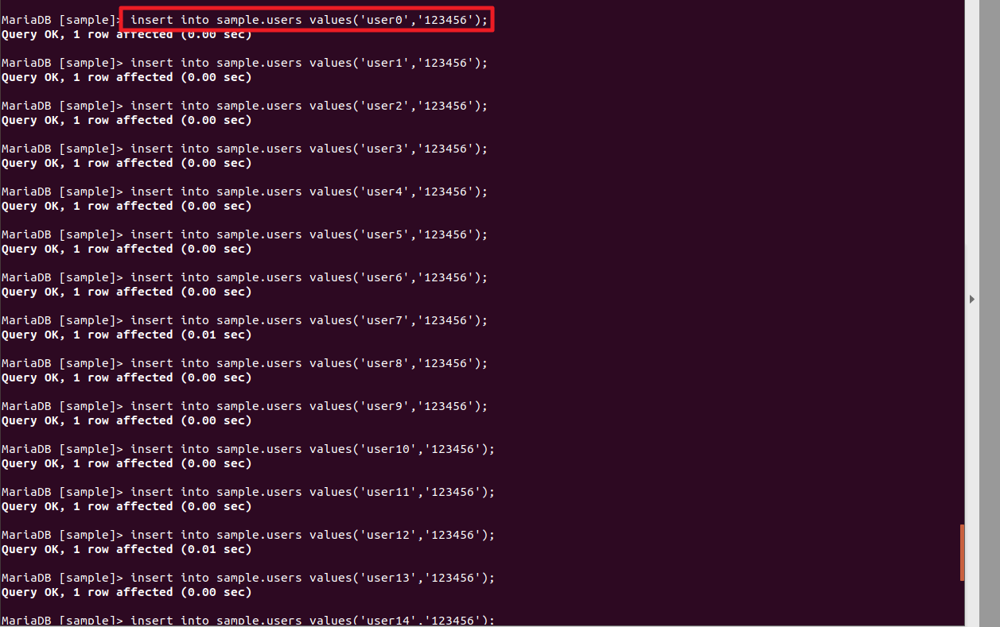 MariaDB [sample]> insert into sample.users values('user0','123456');
Query OK, 1 row affected (0.00 sec)
MariaDB [sample]> insert into sample.users values('user1','123456');
Query OK, 1 row affected (0.00 sec)
MariaDB [sample]> insert into sample.users values('user2','123456');
Query OK, 1 row affected (0.00 sec)
MariaDB [sample]> insert into sample.users values('user3','123456');
Query OK, 1 row affected (0.00 sec)
MariaDB [sample]> insert into sample.users values('user4','123456');
Query OK, 1 row affected (0.00 sec)
MariaDB [sample]> insert into sample.users values('user5','123456');
Query OK, 1 row affected (0.00 sec)
MariaDB [sample]> insert into sample.users values('user6','123456');
Query OK, 1 row affected (0.00 sec)
MariaDB [sample]> insert into sample.users values('user7','123456');
Query OK, 1 row affected (0.01 sec)
MariaDB [sample]> insert into sample.users values('user8','123456');
Query OK, 1 row affected (0.00 sec)
MariaDB [sample]> insert into sample.users values('user9','123456');
Query OK, 1 row affected (0.00 sec)
MariaDB [sample]> insert into sample.users values('user10','123456');
Query OK, 1 row affected (0.00 sec)
MariaDB [sample]> insert into sample.users values('user11','123456');
Query OK, 1 row affected (0.00 sec)
MariaDB [sample]> insert into sample.users values('user12','123456');
Query OK, 1 row affected (0.01 sec)
MariaDB [sample]> insert into sample.users values('user13','123456');
Query OK, 1 row affected (0.00 sec)
MariaDB [sample]> insert into sample.users values('user14','123456');